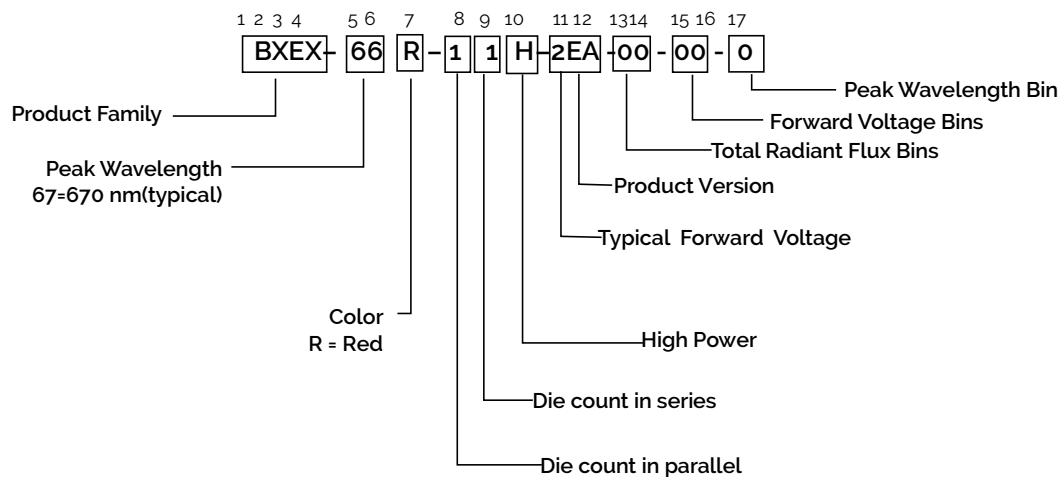 1 2 3 4 5 6 7 8 9 10 11 12 1314 15 16 17
BXEX- 66 R - 1 1 H -2EA -00 - 00 - 0
Peak Wavelength Bin
Product Family
Forward Voltage Bins
Total Radiant Flux Bins
Peak Wavelength
67=670 nm(typical)
Product Version
Typical Forward Voltage
Color
R = Red
High Power
Die count in series
Die count in parallel